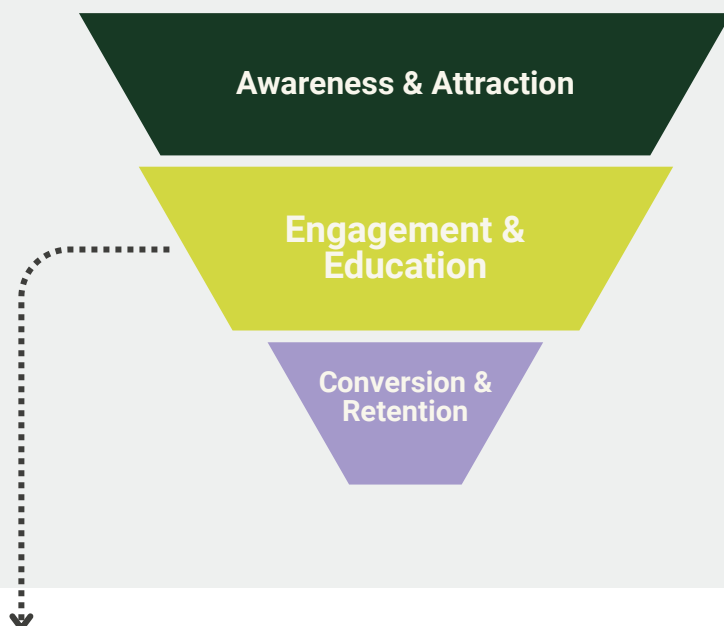 Awareness & Attraction
Engagement &
Education
Conversion &
Retention